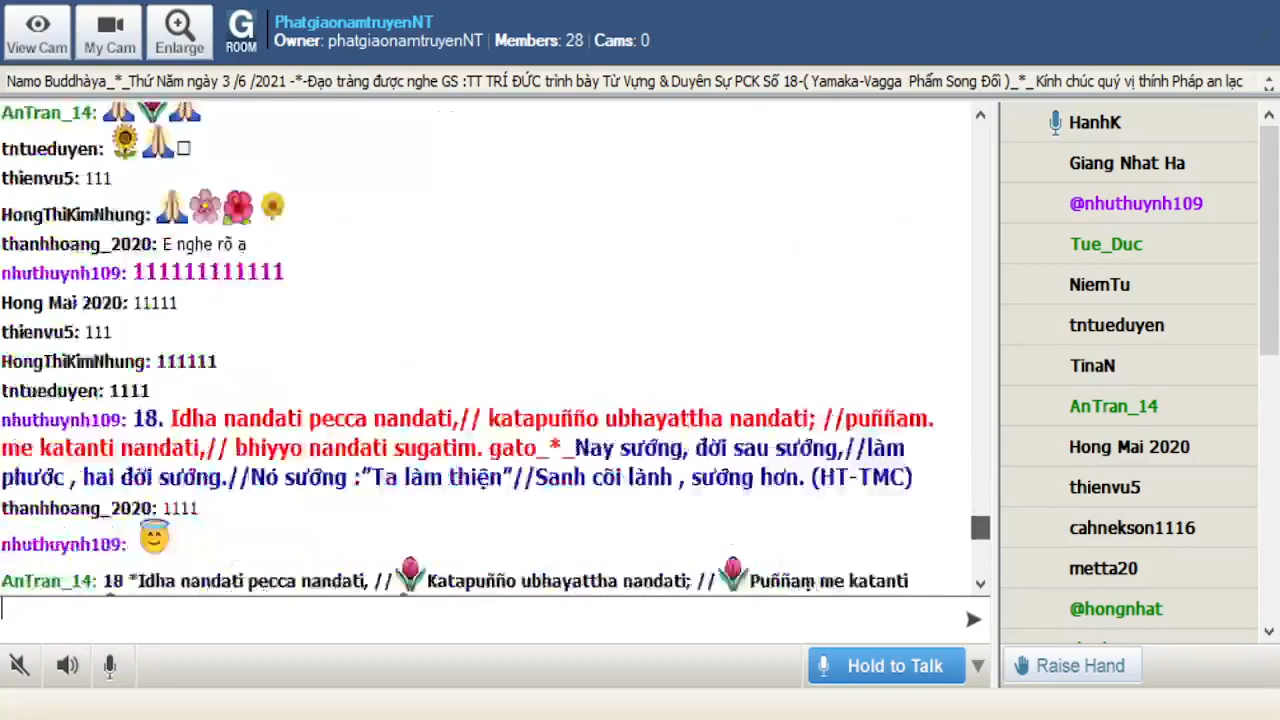 PhatgiaonamtruyenNT
View Cam
My Cam
Enlarge
G
ROOM
Owner: phatgiaonamtruyenNT | Members: 28 | Cams: 0
Namo Buddhàya_*_Thứ Năm ngày 3 /6 /2021 -*-Đạo tràng được nghe GS :TT TRÍ ĐỨC trình bày Từ Vựng & Duyên Sự PCK Số 18-( Yamaka-Vagga Phẩm Song Đối )_*_Kính chúc quý vị thính Pháp an lạc
AnTran_14:
tntueduyen:
thienvu5: 111
HongThiKimNhung:
thanhhoang_2020: E nghe rõ ạ
nhuthuynh109: 111111111111
Hong Mai 2020: 11111
thienvu5: 111
HongThiKimNhung: 111111
tntueduyen: 1111
nhuthuynh109: 18. Idha nandati pecca nandati,// katapuñño ubhayattha nandati; //puññam.
me katanti nandati,// bhiyyo nandati sugatim. gato_*_Nay sướng, đời sau sướng,//làm
phước , hai đời sướng.//Nó sướng :”Ta làm thiện”//Sanh cõi lành , sướng hơn. (HT-TMC)
thanhhoang_2020: 1111
nhuthuynh109:
AnTran_14: 18 *Idha nandati pecca nandati, // Katapuñño ubhayattha nandati; // Puññaṃ me katanti
Hold to Talk
HanhK
Giang Nhat Ha
@nhuthuynh109
Tue_Duc
NiemTu
tntueduyen
TinaN
AnTran_14
Hong Mai 2020
thienvu5
cahnekson1116
metta20
@hongnhat
Raise Hand